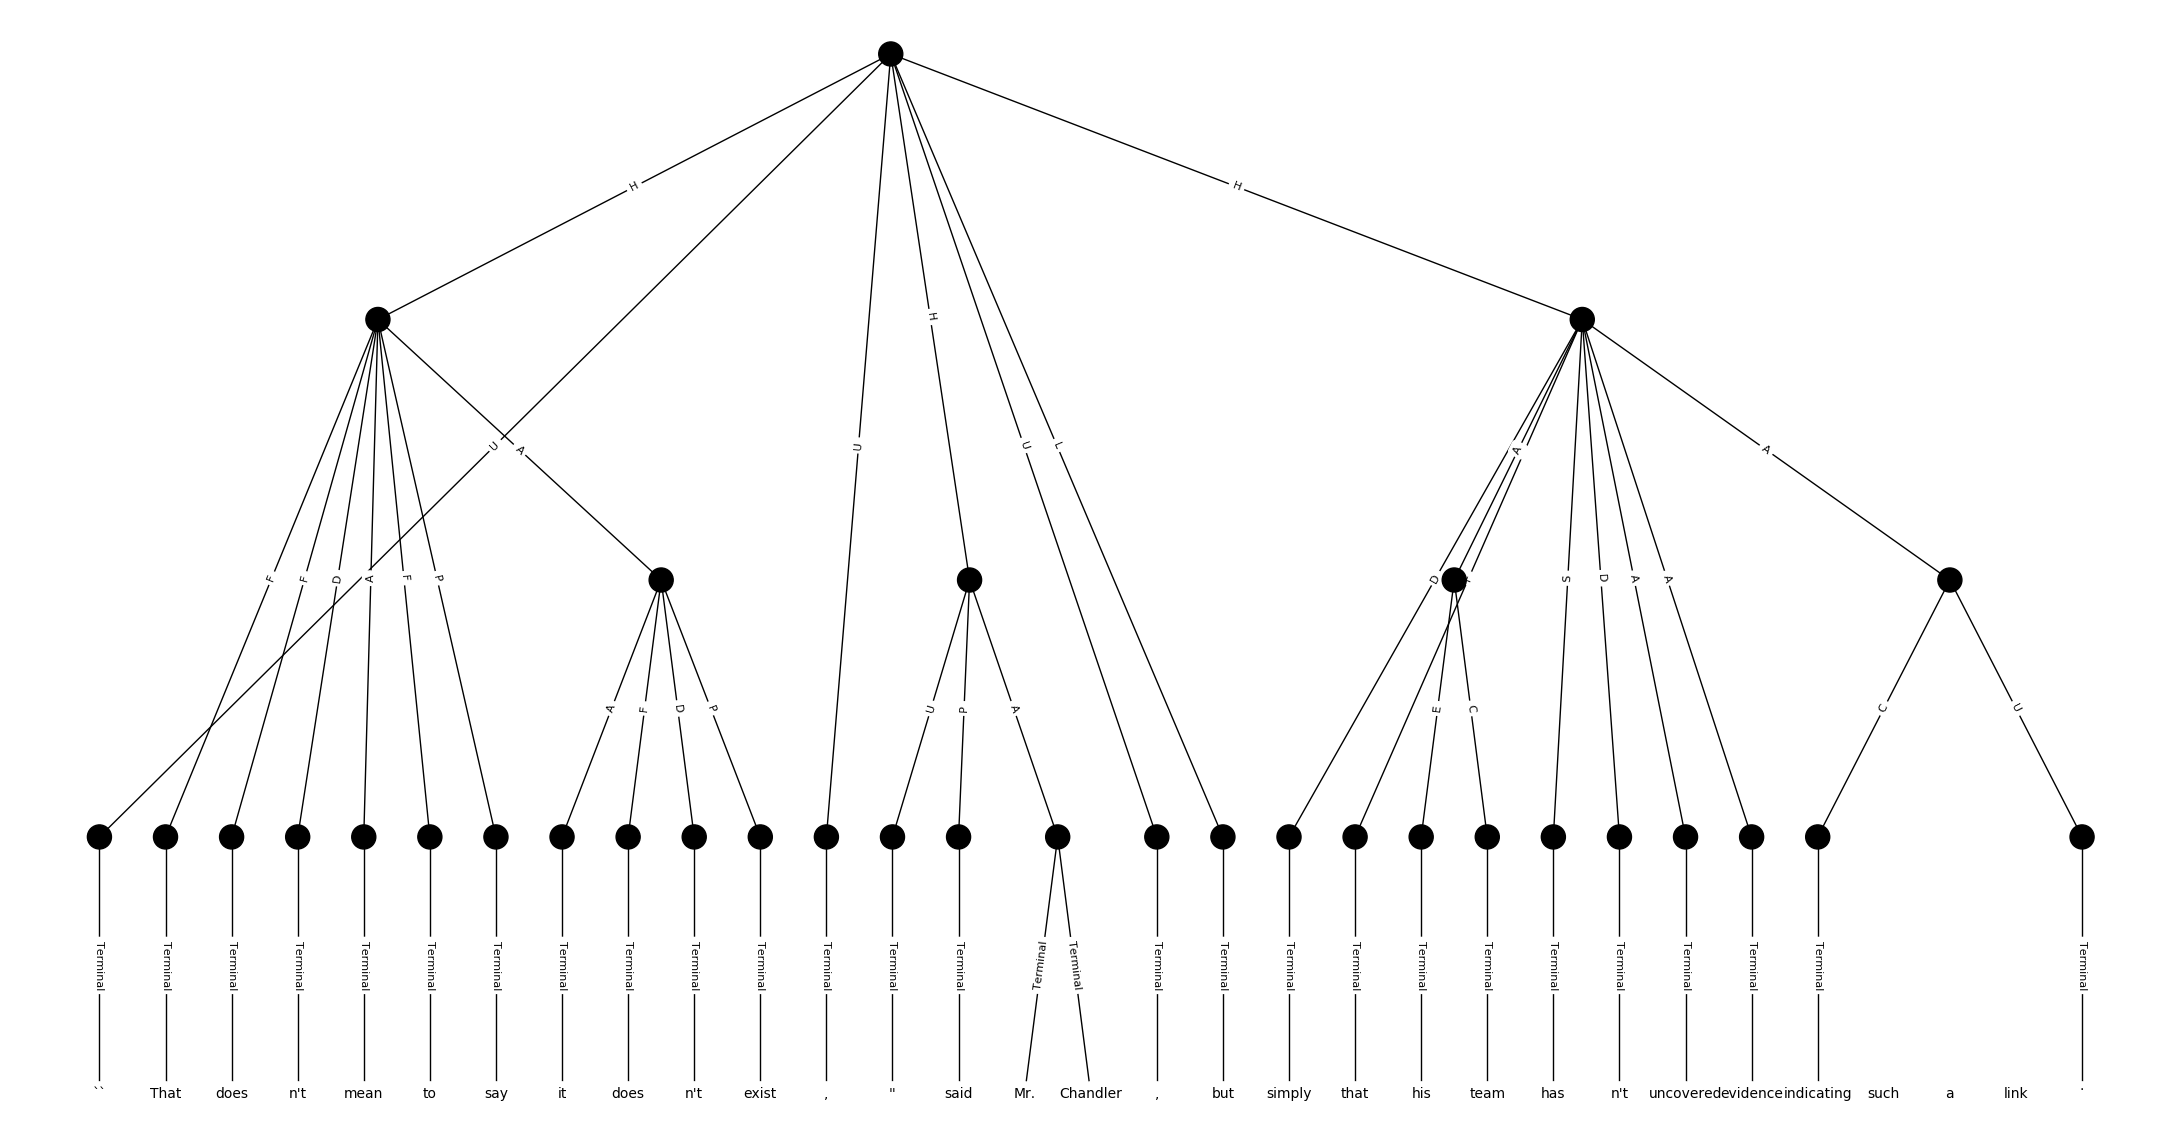 H H
H
U A U U L A A
F F D A F P D F S D A A
A F D P U P A E C C U
Terminal Terminal Terminal Terminal Terminal Terminal Terminal Terminal Terminal Terminal Terminal Terminal Terminal Terminal Terminal Terminal Terminal Terminal Terminal Terminal Terminal Terminal Terminal Terminal Terminal Terminal Terminal Terminal
`` That does n't mean to say it does n't exist , " said Mr. Chandler , but simply that his team has n't uncovered evidence indicating such a link .